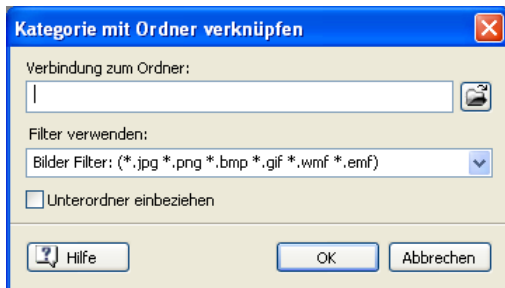 Kategorie mit Ordner verknüpfen
Verbindung zum Ordner:
Filter verwenden:
Bilder Filter: (*.jpg *.png *.bmp *.gif *.wmf *.emf)
Unterordner einbeziehen
Hilfe OK Abbrechen